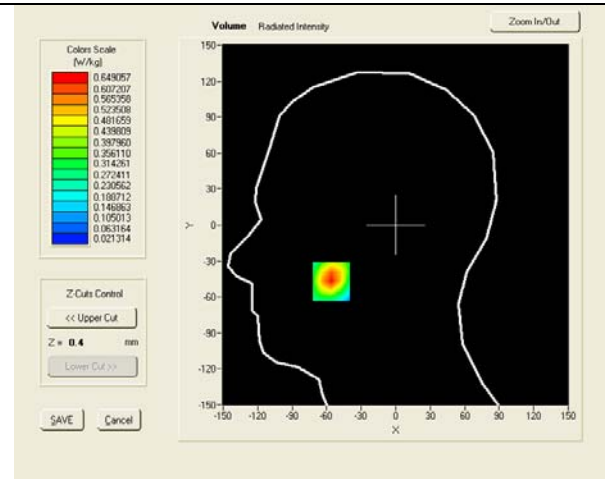 Volume Radiated Intensity
Zoom In/Out
Colors Scale
(W/kg)
0.649057
0.607207
0.565358
0.523508
0.481659
0.439809
0.397960
0.356110
0.314261
0.272411
0.230562
0.188712
0.146863
0.105013
0.063164
0.021314
Z-Cuts Control
<< Upper Cut
Z = 0.4 mm
Lower Cut >>
SAVE Cancel
150
120
90
60
30
0
-30
-60
-90
-120
-150
Y
-150 -120 -90 -60 -30 0 30 60 90 120 150
X